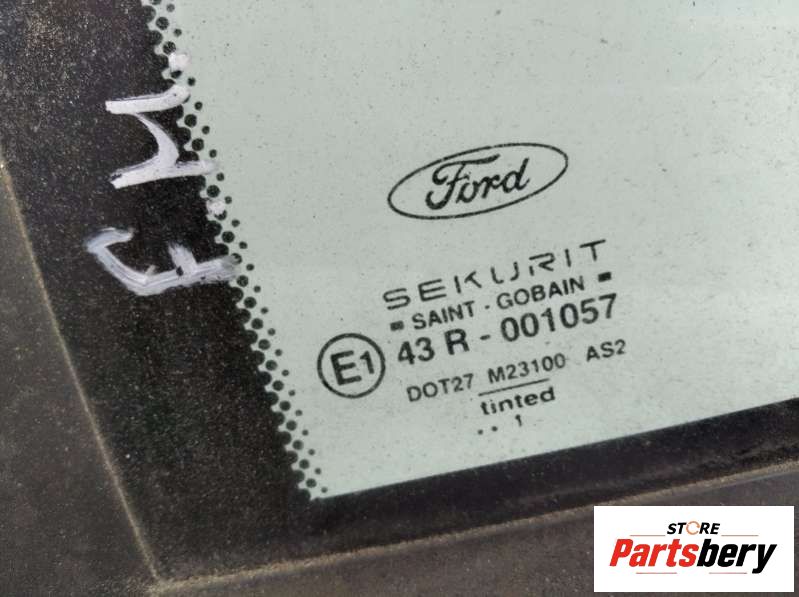 F.M.
Ford
SEKURIT
SAINT-GOBAIN
E1 43 R - 001057
DOT27 M23100 AS2
tinted
.. 1
STORE
Partsbery